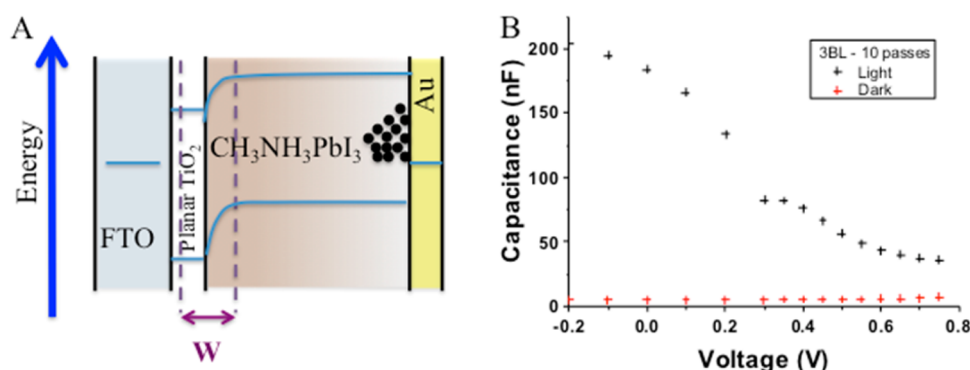 A
Energy
FTO
Planar TiO₂
CH₃NH₃PbI₃
Au
W
B
Capacitance (nF)
200
150
100
50
0
3BL - 10 passes
Light
Dark
-0.2 0.0 0.2 0.4 0.6 0.8
Voltage (V)